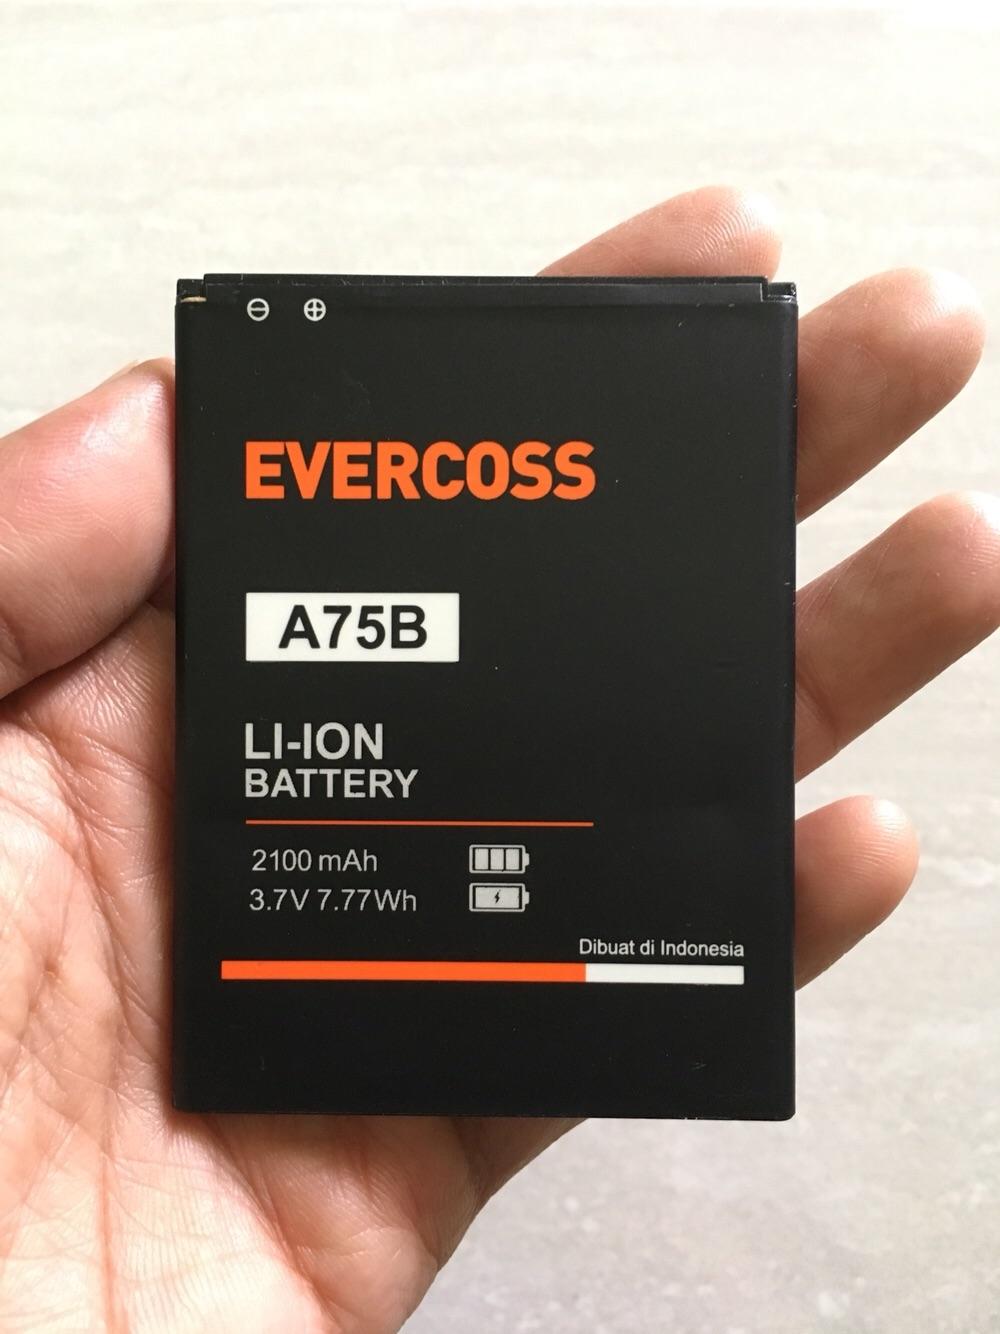 ⊖ ⊕
EVERCOSS
A75B
LI-ION
BATTERY
2100 mAh
3.7V 7.77Wh
Dibuat di Indonesia